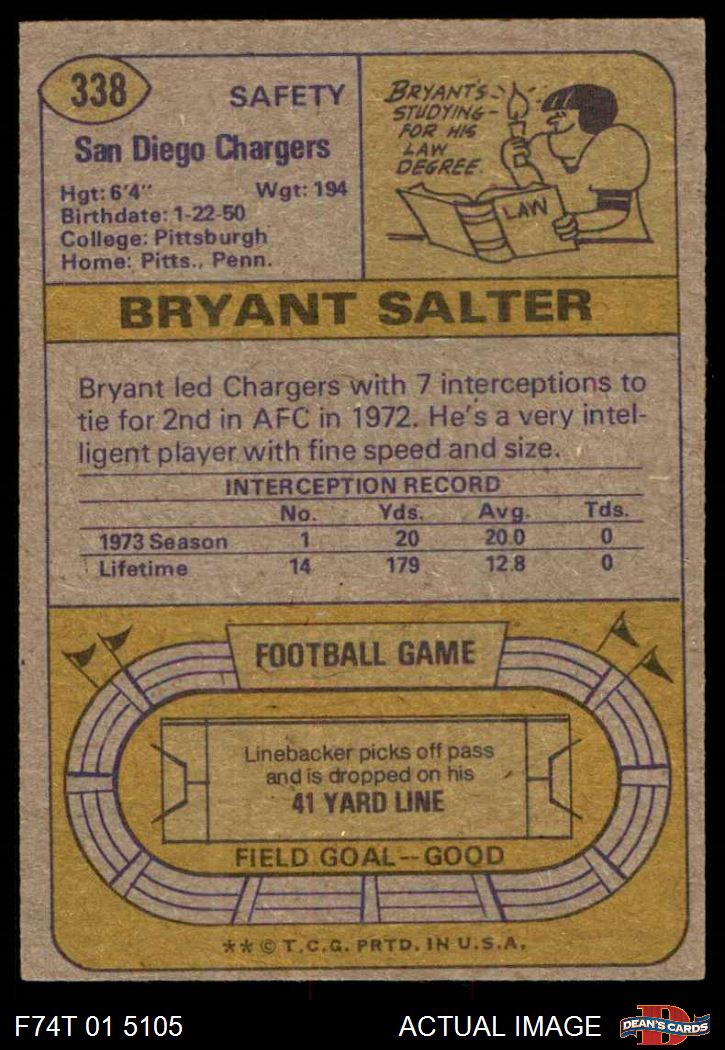 338
SAFETY
San Diego Chargers
Hgt: 6'4" Wgt: 194
Birthdate: 1-22-50
College: Pittsburgh
Home: Pitts., Penn.
BRYANT'S
STUDYING
FOR HIS
LAW
DEGREE.
LAW
BRYANT SALTER
Bryant led Chargers with 7 interceptions to
tie for 2nd in AFC in 1972. He's a very intel-
ligent player with fine speed and size.
INTERCEPTION RECORD
No. Yds. Avg. Tds.
1973 Season 1 20 20.0 0
Lifetime 14 179 12.8 0
FOOTBALL GAME
Linebacker picks off pass
and is dropped on his
41 YARD LINE
FIELD GOAL--GOOD
** © T.C.G. PRTD. IN U.S.A.
F74T 01 5105 ACTUAL IMAGE
D
DEAN'S CARDS